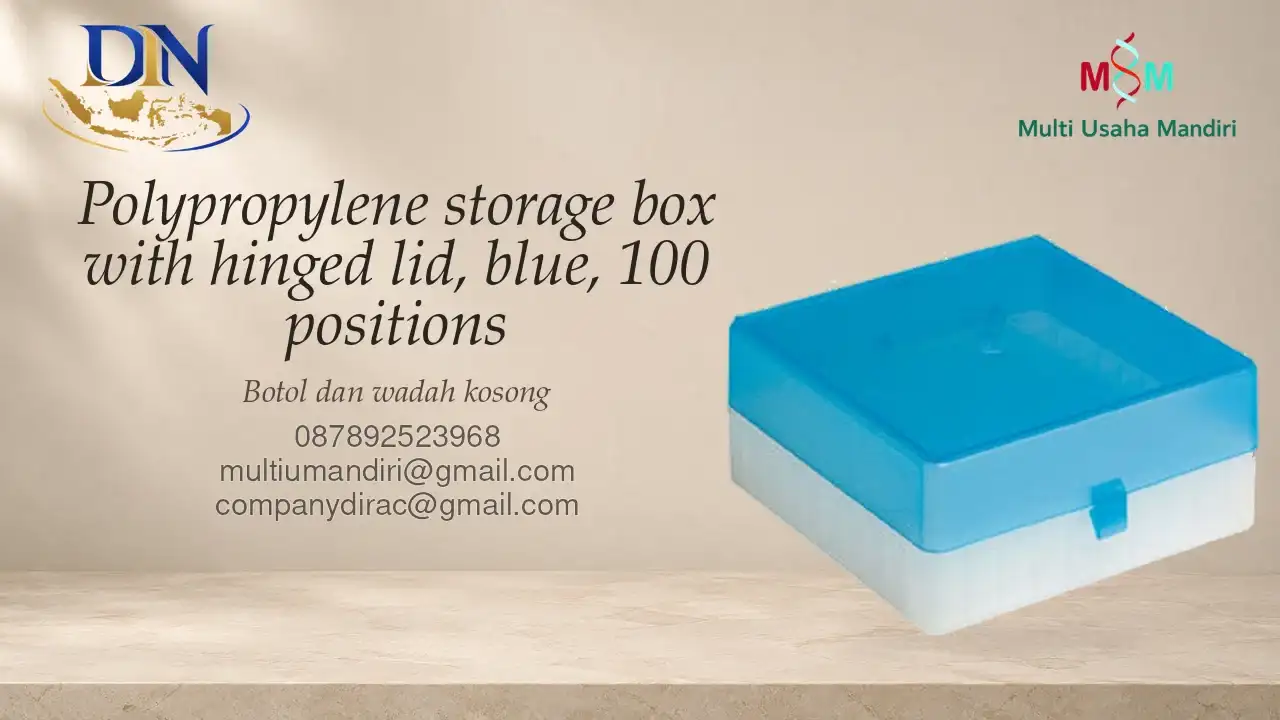 DN
MSM
Multi Usaha Mandiri
Polypropylene storage box
with hinged lid, blue, 100
positions
Botol dan wadah kosong
087892523968
multiumandiri@gmail.com
companydirac@gmail.com